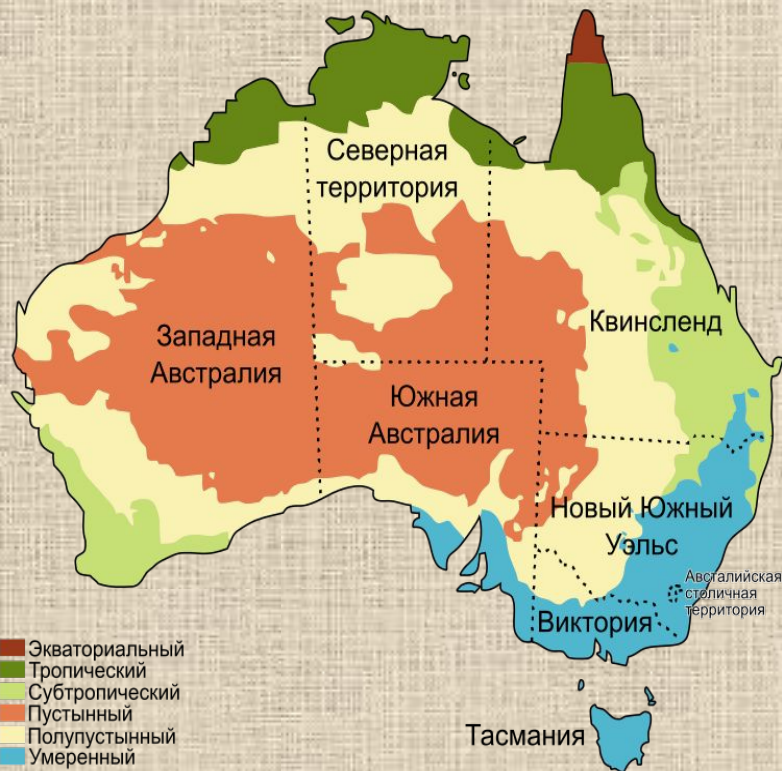 Северная
территория
Западная
Австралия
Южная
Австралия
Квинсленд
Новый Южный
Уэльс
Австалийская
столичная
территория
Виктория
Тасмания
Экваториальный
Тропический
Субтропический
Пустынный
Полупустынный
Умеренный